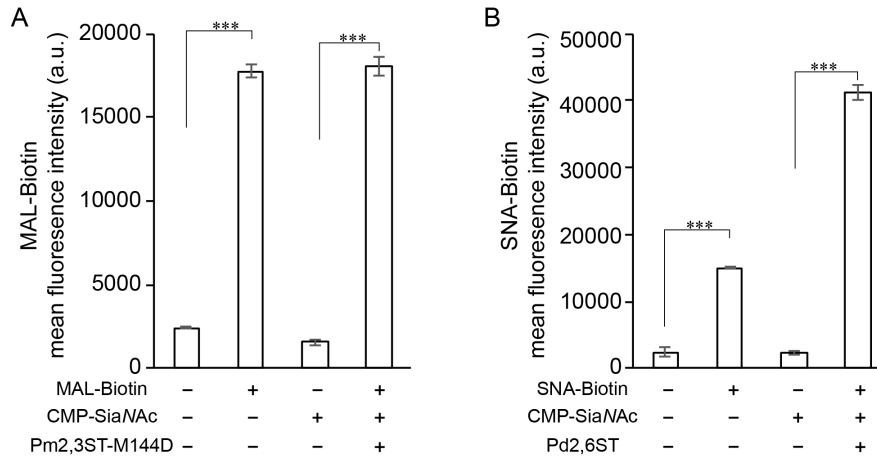 A
MAL-Biotin
mean fluoresence intensity (a.u.)
20000
15000
10000
5000
0
***
***
MAL-Biotin − + − +
CMP-SiaNAc − − + +
Pm2,3ST-M144D − − − +
B
SNA-Biotin
mean fluoresence intensity (a.u.)
50000
40000
30000
20000
10000
0
***
***
SNA-Biotin − + − +
CMP-SiaNAc − − + +
Pd2,6ST − − − +